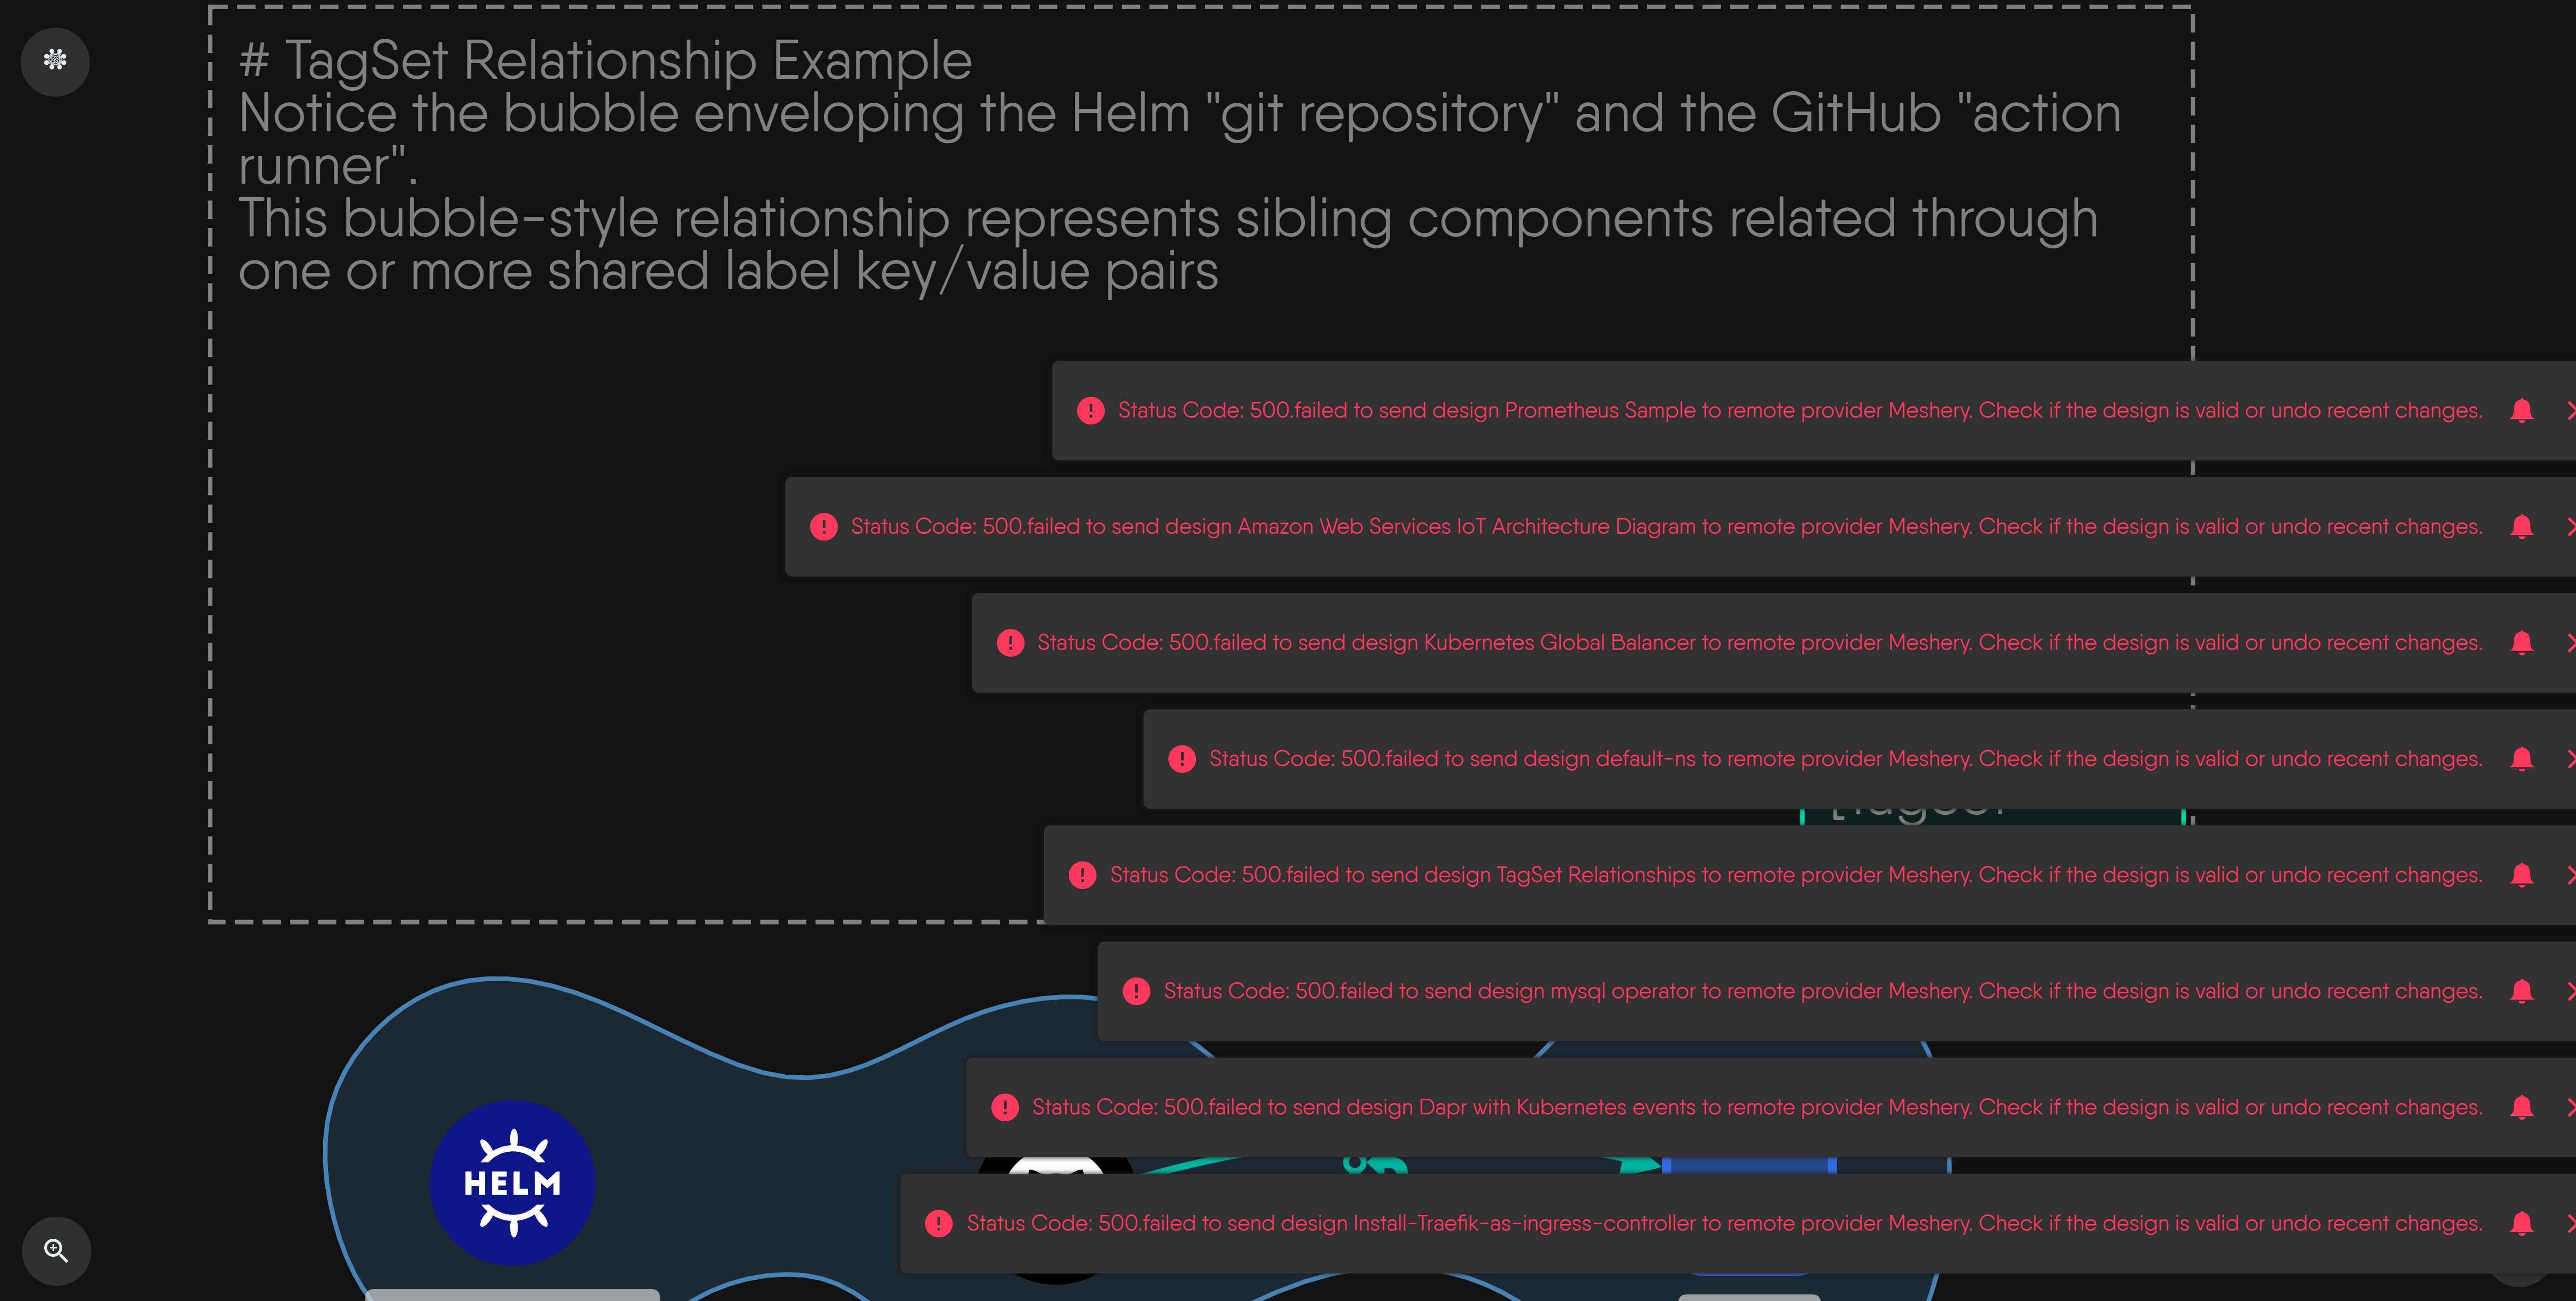 # TagSet Relationship Example
Notice the bubble enveloping the Helm "git repository" and the GitHub "action
runner".
This bubble-style relationship represents sibling components related through
one or more shared label key/value pairs
Status Code: 500.failed to send design Prometheus Sample to remote provider Meshery. Check if the design is valid or undo recent changes.
Status Code: 500.failed to send design Amazon Web Services IoT Architecture Diagram to remote provider Meshery. Check if the design is valid or undo recent changes.
Status Code: 500.failed to send design Kubernetes Global Balancer to remote provider Meshery. Check if the design is valid or undo recent changes.
Status Code: 500.failed to send design default-ns to remote provider Meshery. Check if the design is valid or undo recent changes.
Status Code: 500.failed to send design TagSet Relationships to remote provider Meshery. Check if the design is valid or undo recent changes.
Status Code: 500.failed to send design mysql operator to remote provider Meshery. Check if the design is valid or undo recent changes.
Status Code: 500.failed to send design Dapr with Kubernetes events to remote provider Meshery. Check if the design is valid or undo recent changes.
HELM
Status Code: 500.failed to send design Install-Traefik-as-ingress-controller to remote provider Meshery. Check if the design is valid or undo recent changes.